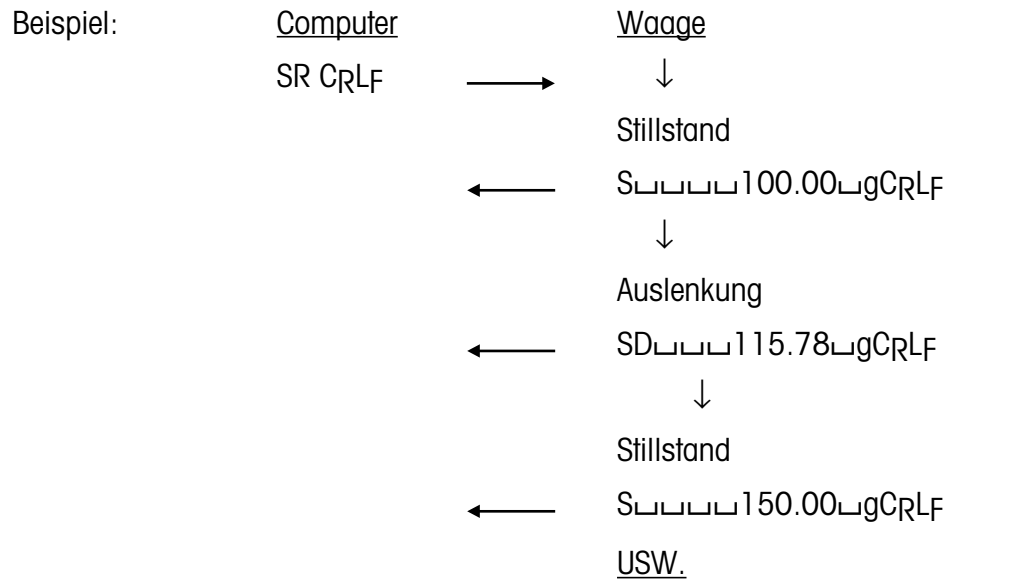 Beispiel: Computer Waage
SR CRLF → ↓
Stillstand
← S␣␣␣␣100.00␣gCRLF
↓
Auslenkung
← SD␣␣␣115.78␣gCRLF
↓
Stillstand
← S␣␣␣␣150.00␣gCRLF
USW.